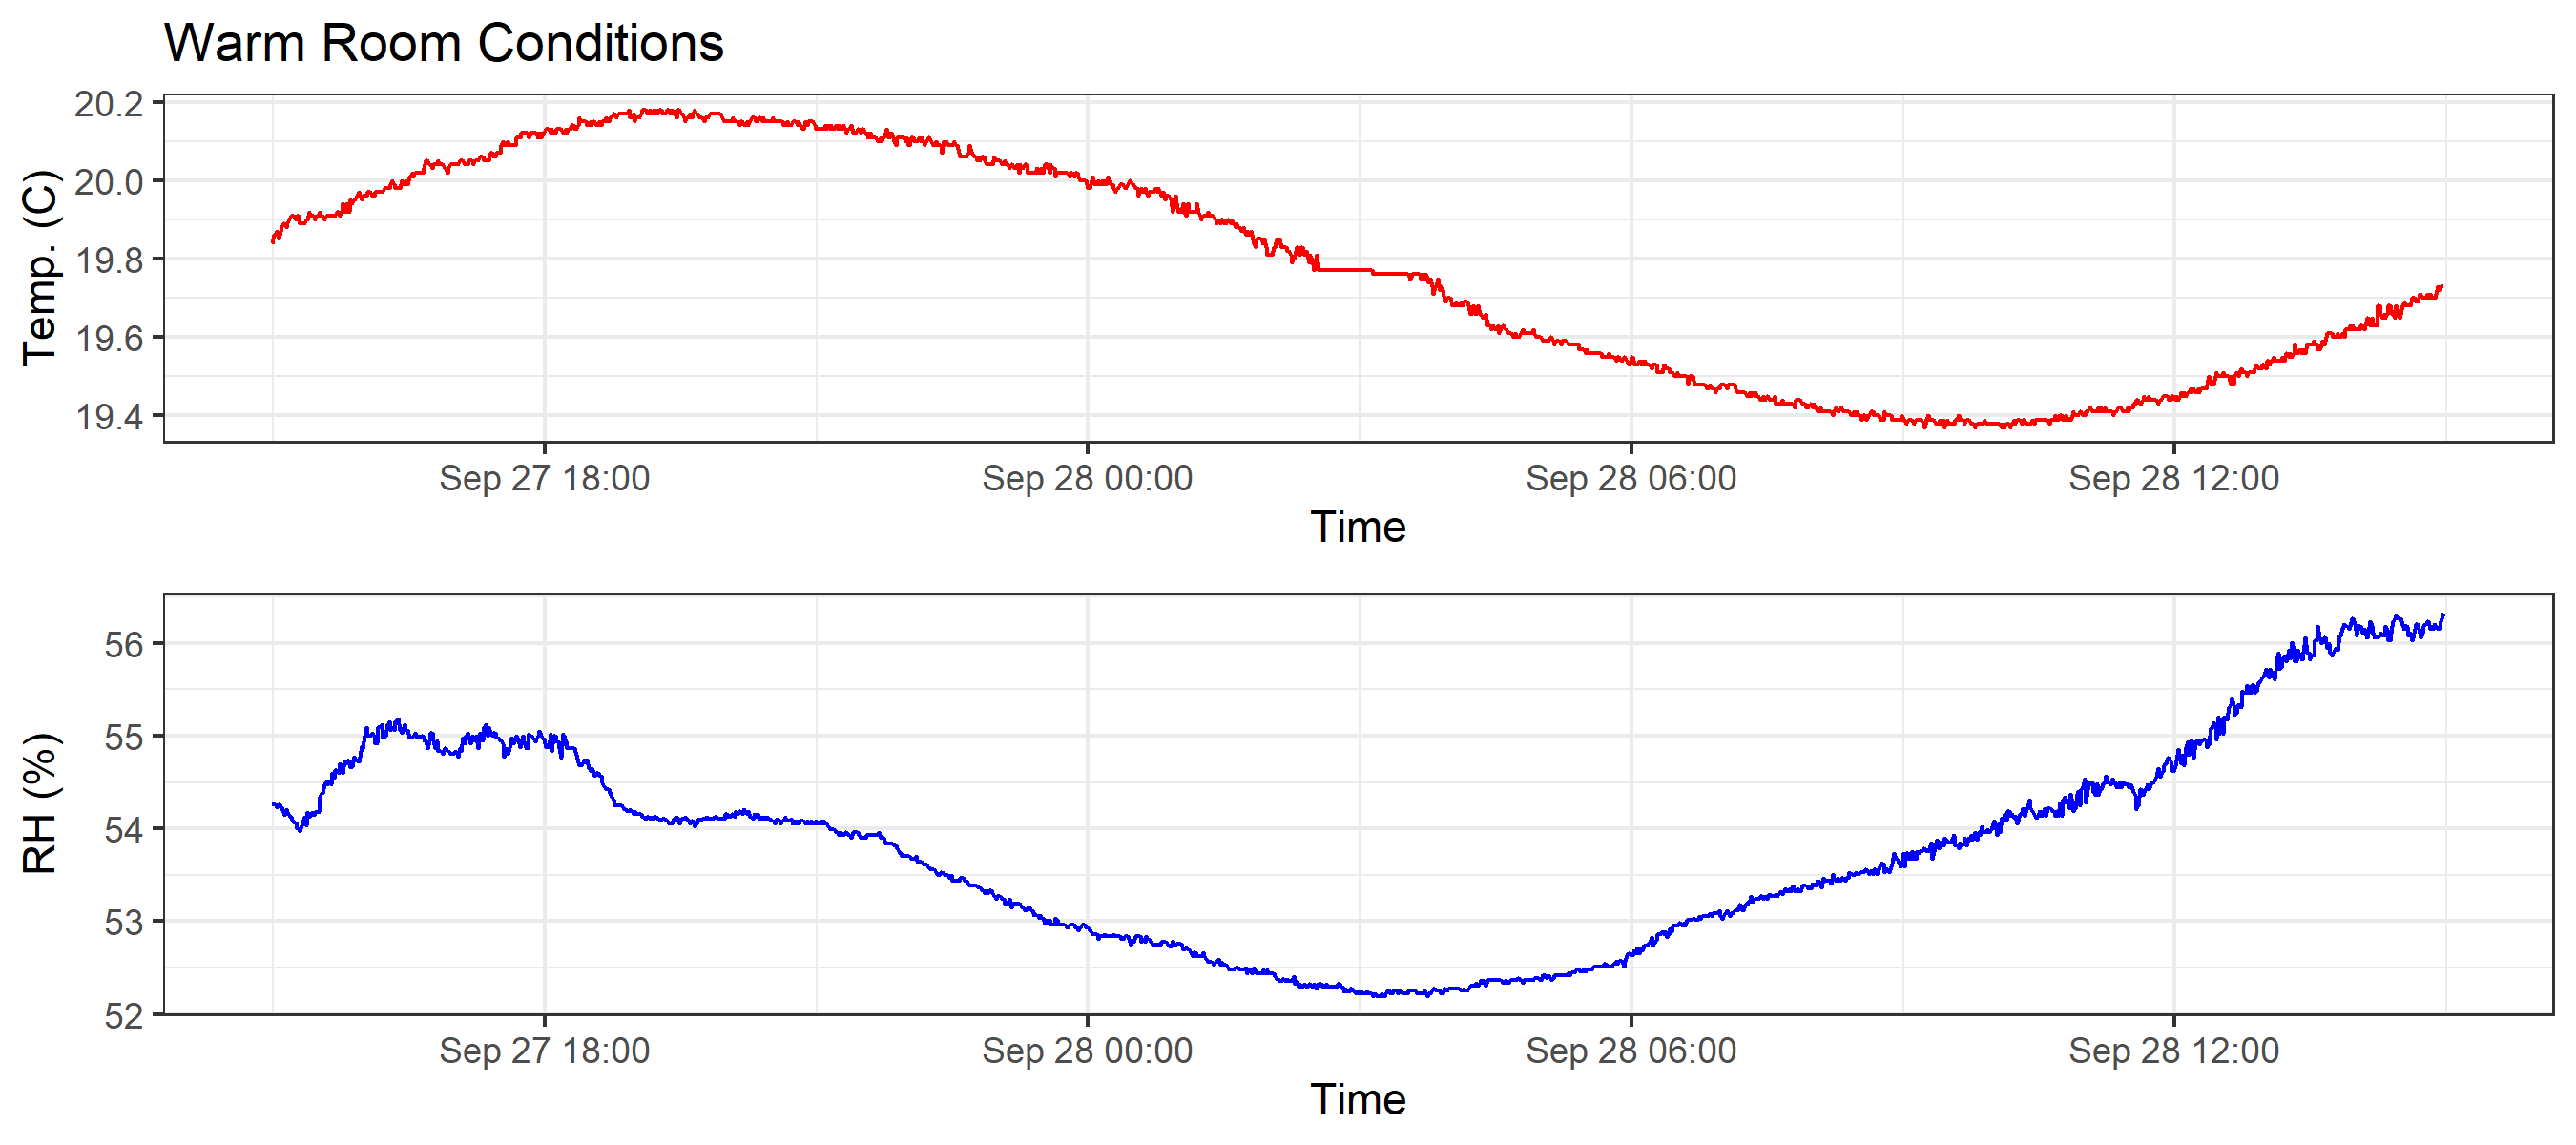 Warm Room Conditions
20.2
20.0
19.8
19.6
19.4
Temp. (C)
Sep 27 18:00 Sep 28 00:00 Sep 28 06:00 Sep 28 12:00
Time
56
55
54
53
52
RH (%)
Sep 27 18:00 Sep 28 00:00 Sep 28 06:00 Sep 28 12:00
Time